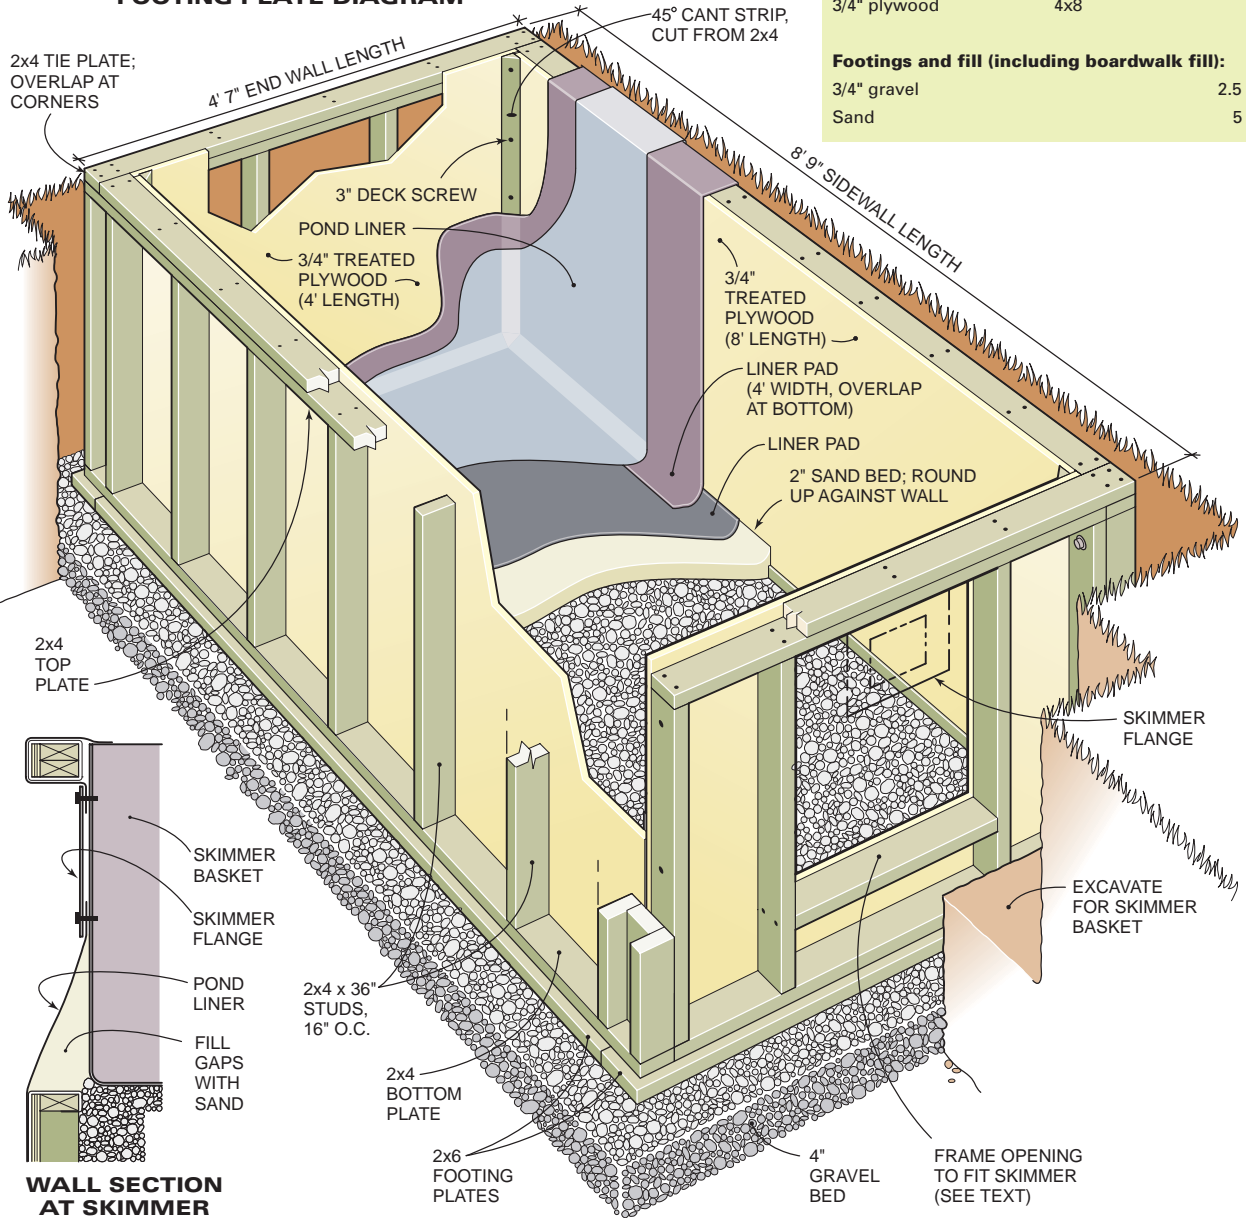 FOOTING PLATE DIAGRAM
3/4" plywood 4x8
Footings and fill (including boardwalk fill):
3/4" gravel 2.5
Sand 5
45° CANT STRIP,
CUT FROM 2x4
2x4 TIE PLATE;
OVERLAP AT
CORNERS
4' 7" END WALL LENGTH
8' 9" SIDEWALL LENGTH
3" DECK SCREW
POND LINER
3/4" TREATED
PLYWOOD
(4' LENGTH)
3/4"
TREATED
PLYWOOD
(8' LENGTH)
LINER PAD
(4' WIDTH, OVERLAP
AT BOTTOM)
LINER PAD
2" SAND BED; ROUND
UP AGAINST WALL
2x4
TOP
PLATE
SKIMMER
FLANGE
SKIMMER
BASKET
SKIMMER
FLANGE
POND
LINER
FILL
GAPS
WITH
SAND
EXCAVATE
FOR SKIMMER
BASKET
2x4 x 36"
STUDS,
16" O.C.
2x4
BOTTOM
PLATE
2x6
FOOTING
PLATES
4"
GRAVEL
BED
FRAME OPENING
TO FIT SKIMMER
(SEE TEXT)
WALL SECTION
AT SKIMMER